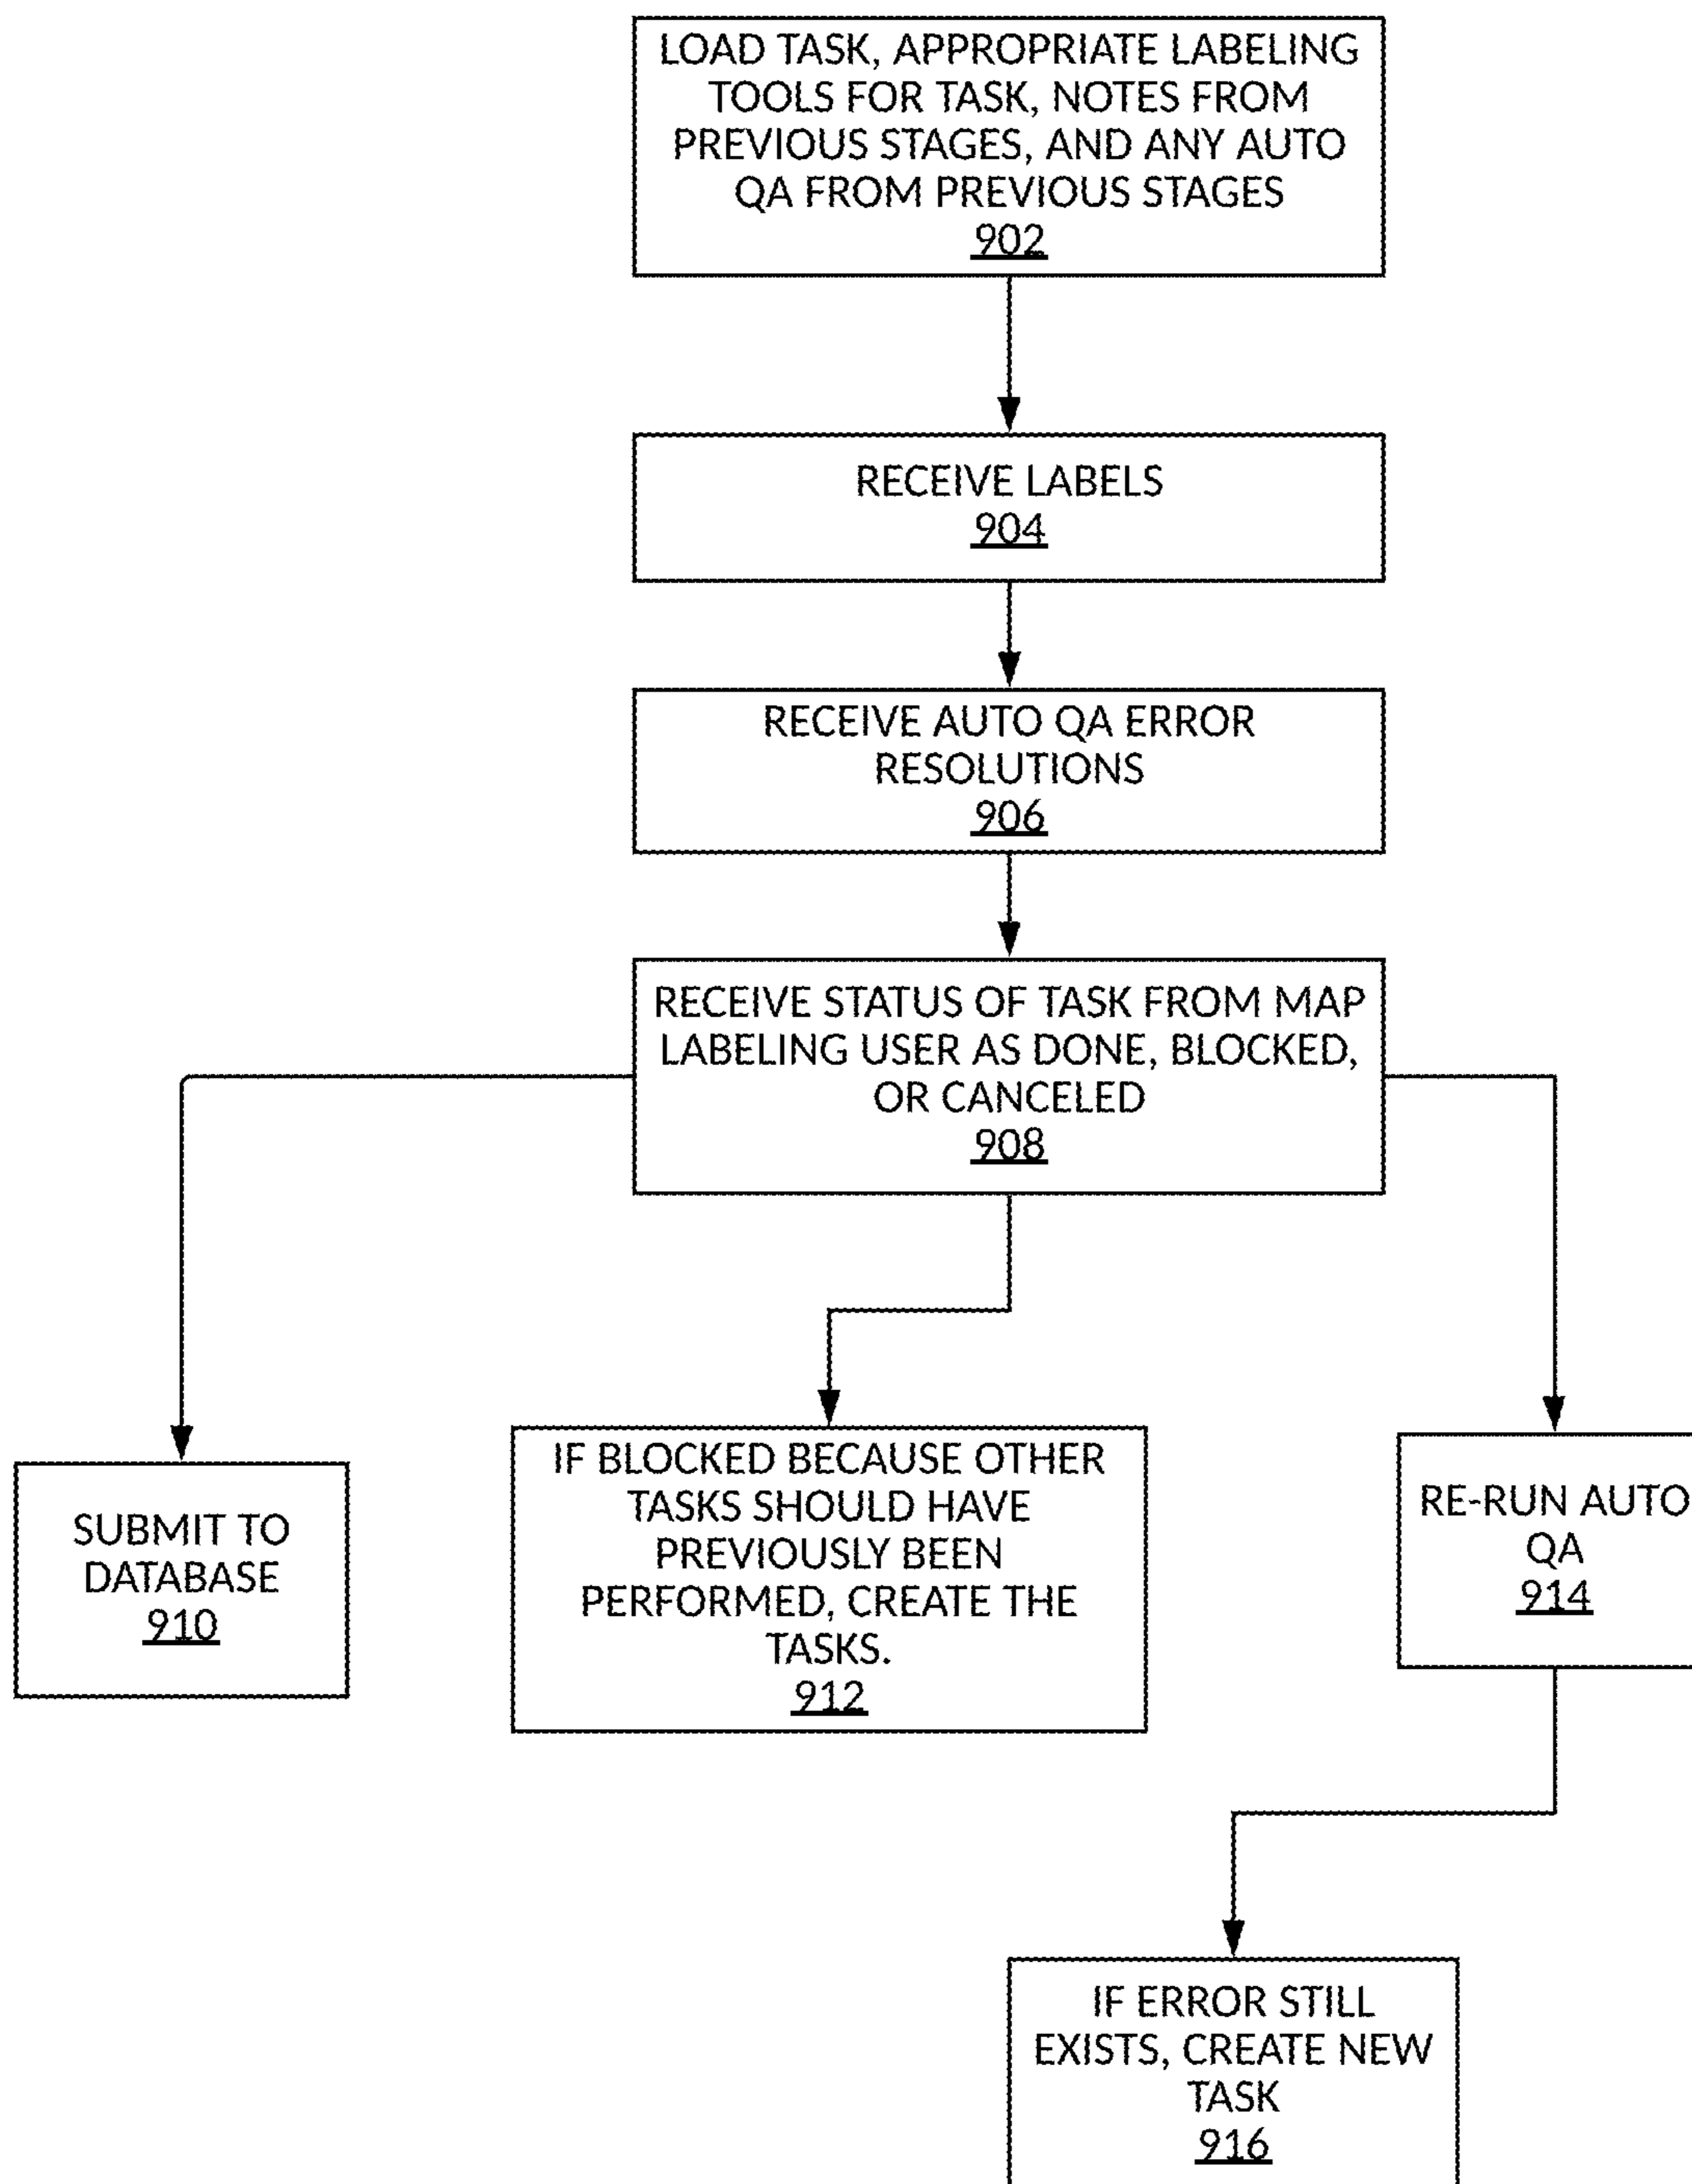 LOAD TASK, APPROPRIATE LABELING
TOOLS FOR TASK, NOTES FROM
PREVIOUS STAGES, AND ANY AUTO
QA FROM PREVIOUS STAGES
902
RECEIVE LABELS
904
RECEIVE AUTO QA ERROR
RESOLUTIONS
906
RECEIVE STATUS OF TASK FROM MAP
LABELING USER AS DONE, BLOCKED,
OR CANCELED
908
SUBMIT TO
DATABASE
910
IF BLOCKED BECAUSE OTHER
TASKS SHOULD HAVE
PREVIOUSLY BEEN
PERFORMED, CREATE THE
TASKS.
912
RE-RUN AUTO
QA
914
IF ERROR STILL
EXISTS, CREATE NEW
TASK
916